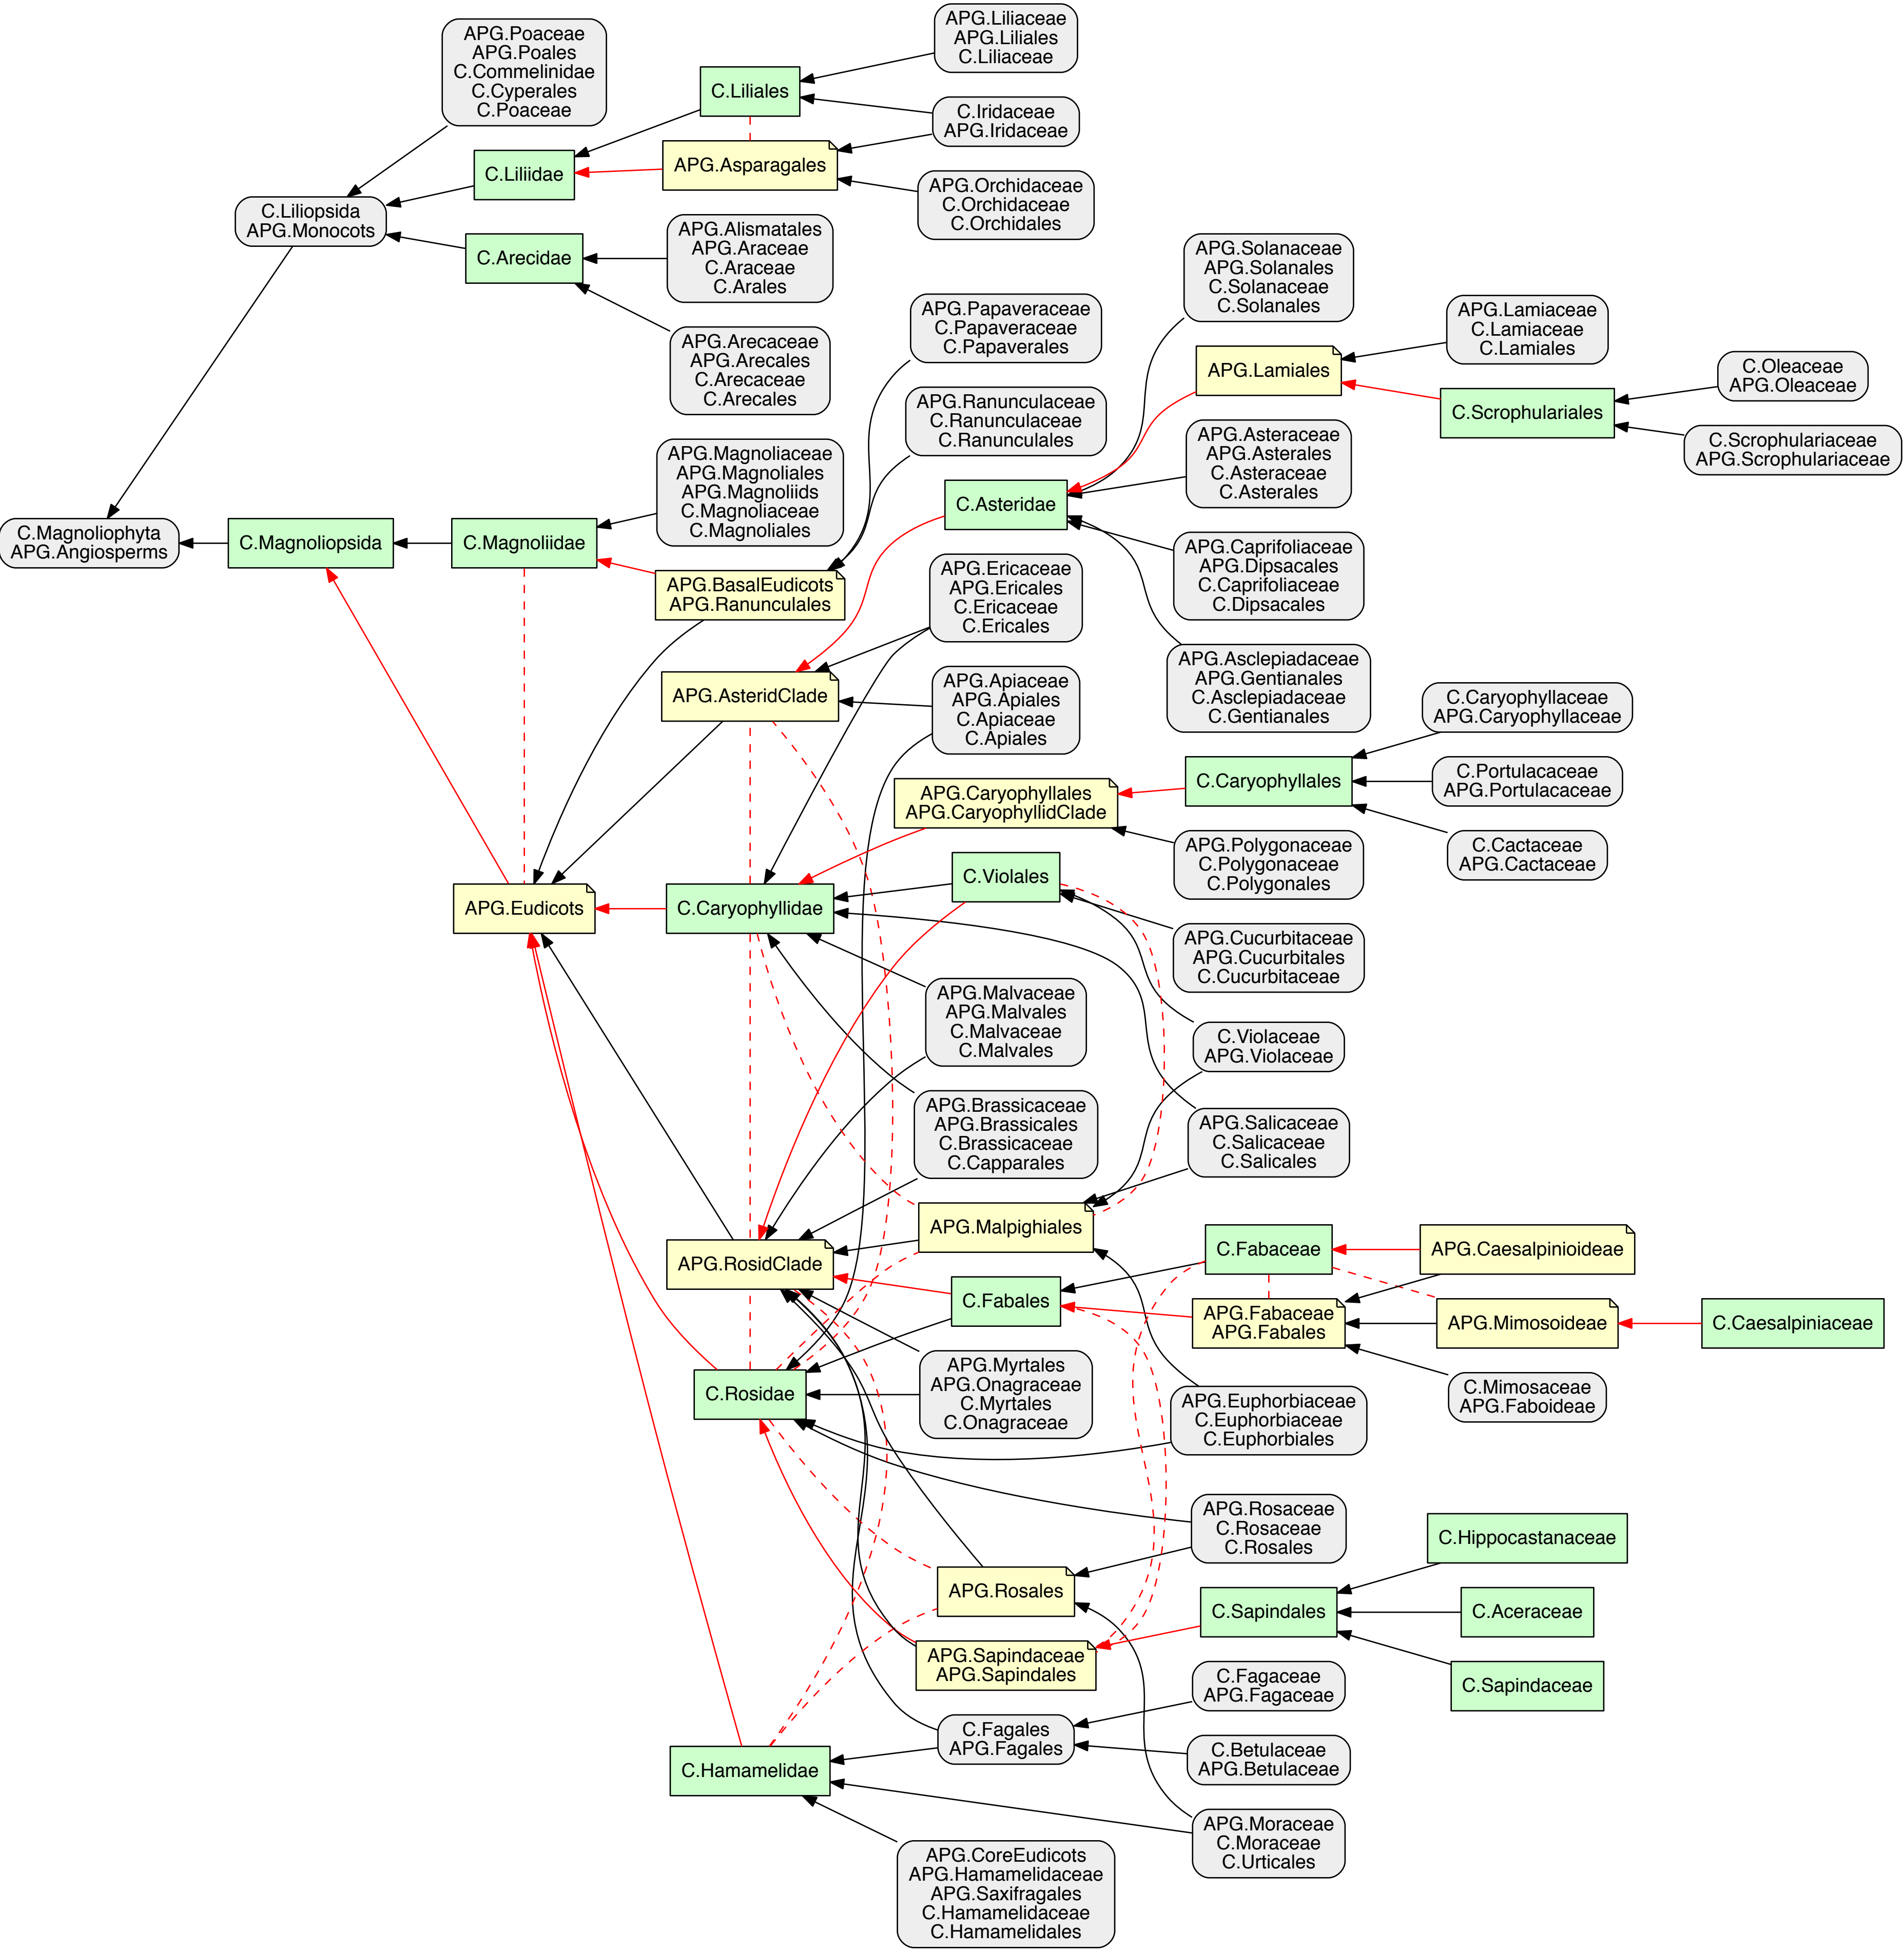 APG.Poaceae
APG.Poales
C.Commelinidae
C.Cyperales
C.Poaceae
C.Liliales
APG.Liliaceae
APG.Liliales
C.Liliaceae
C.Iridaceae
APG.Iridaceae
C.Liliidae
APG.Asparagales
APG.Orchidaceae
C.Orchidaceae
C.Orchidales
C.Liliopsida
APG.Monocots
C.Arecidae
APG.Alismatales
APG.Araceae
C.Araceae
C.Arales
APG.Arecaceae
APG.Arecales
C.Arecaceae
C.Arecales
APG.Papaveraceae
C.Papaveraceae
C.Papaverales
APG.Solanaceae
APG.Solanales
C.Solanaceae
C.Solanales
APG.Lamiaceae
C.Lamiaceae
C.Lamiales
APG.Lamiales
C.Oleaceae
APG.Oleaceae
C.Scrophulariales
C.Scrophulariaceae
APG.Scrophulariaceae
APG.Ranunculaceae
C.Ranunculaceae
C.Ranunculales
APG.Asteraceae
APG.Asterales
C.Asteraceae
C.Asterales
APG.Magnoliaceae
APG.Magnoliales
APG.Magnoliids
C.Magnoliaceae
C.Magnoliales
C.Asteridae
C.Magnoliophyta
APG.Angiosperms
C.Magnoliopsida
C.Magnoliidae
APG.BasalEudicots
APG.Ranunculales
APG.Caprifoliaceae
APG.Dipsacales
C.Caprifoliaceae
C.Dipsacales
APG.Ericaceae
APG.Ericales
C.Ericaceae
C.Ericales
APG.AsteridClade
APG.Apiaceae
APG.Apiales
C.Apiaceae
C.Apiales
APG.Asclepiadaceae
APG.Gentianales
C.Asclepiadaceae
C.Gentianales
C.Caryophyllaceae
APG.Caryophyllaceae
C.Caryophyllales
C.Portulacaceae
APG.Portulacaceae
APG.Caryophyllales
APG.CaryophyllidClade
C.Cactaceae
APG.Cactaceae
APG.Polygonaceae
C.Polygonaceae
C.Polygonales
C.Violales
APG.Eudicots
C.Caryophyllidae
APG.Cucurbitaceae
APG.Cucurbitales
C.Cucurbitaceae
APG.Malvaceae
APG.Malvales
C.Malvaceae
C.Malvales
C.Violaceae
APG.Violaceae
APG.Brassicaceae
APG.Brassicales
C.Brassicaceae
C.Capparales
APG.Salicaceae
C.Salicaceae
C.Salicales
APG.Malpighiales
APG.RosidClade
C.Fabaceae
APG.Caesalpinioideae
C.Fabales
APG.Fabaceae
APG.Fabales
APG.Mimosoideae
C.Caesalpiniaceae
C.Rosidae
APG.Myrtales
APG.Onagraceae
C.Myrtales
C.Onagraceae
C.Mimosaceae
APG.Faboideae
APG.Euphorbiaceae
C.Euphorbiaceae
C.Euphorbiales
APG.Rosaceae
C.Rosaceae
C.Rosales
C.Hippocastanaceae
APG.Rosales
C.Sapindales
C.Aceraceae
APG.Sapindaceae
APG.Sapindales
C.Sapindaceae
C.Fagaceae
APG.Fagaceae
C.Fagales
APG.Fagales
C.Betulaceae
APG.Betulaceae
C.Hamamelidae
APG.Moraceae
C.Moraceae
C.Urticales
APG.CoreEudicots
APG.Hamamelidaceae
APG.Saxifragales
C.Hamamelidaceae
C.Hamamelidales